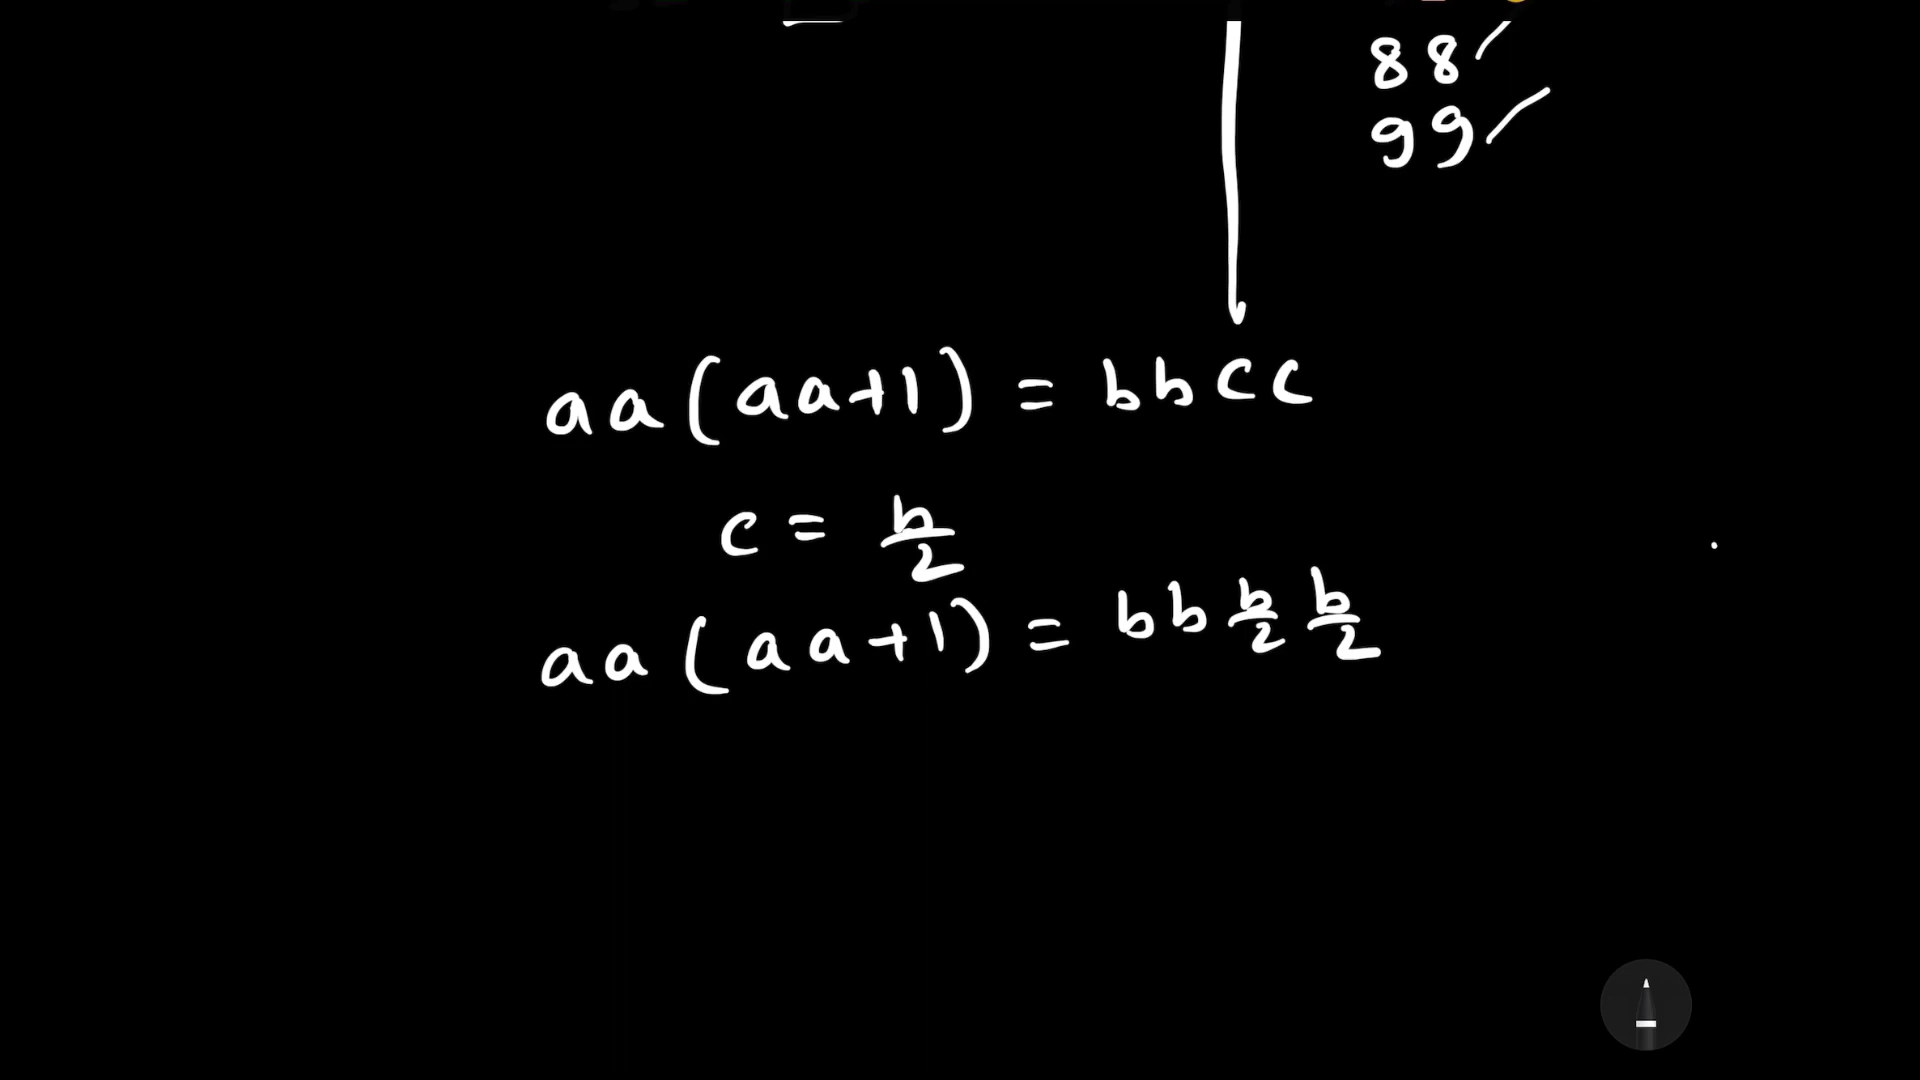 88
99
aa(aa+1) = bbcc
c = b/2
aa(aa+1) = bb b/2 b/2